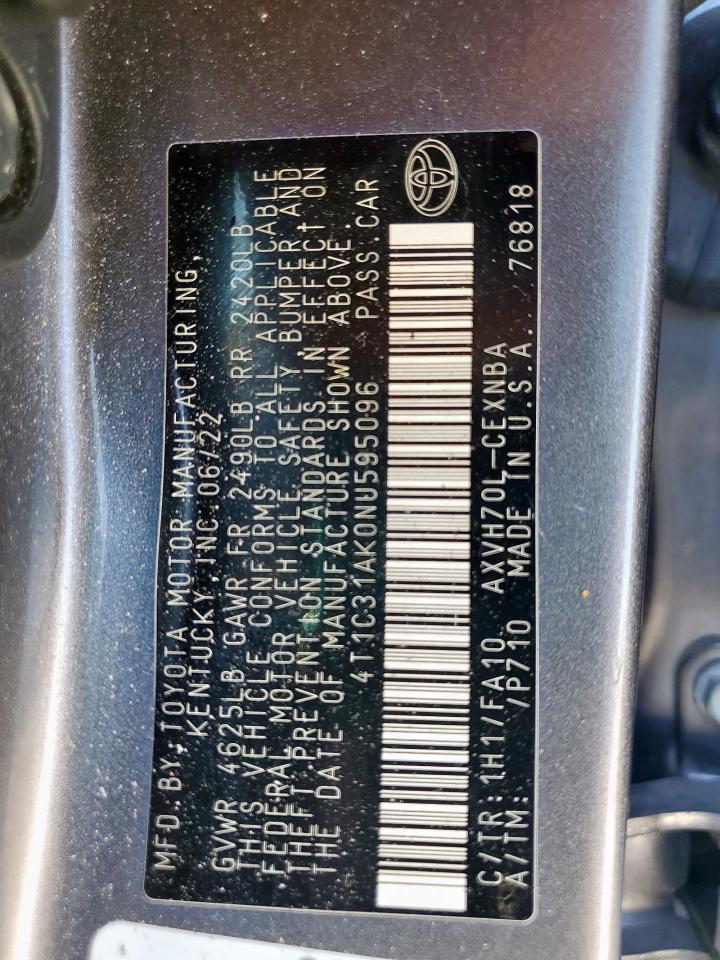 MFD. BY, TOYOTA MOTOR MANUFACTURING,
KENTUCKY, INC. 06/22
GVWR 4625LB GAWR FR 2490LB RR 2420LB
THIS VEHICLE CONFORMS TO ALL APPLICABLE
FEDERAL MOTOR VEHICLE SAFETY BUMPER AND
THEFT PREVENTION STANDARDS IN EFFECT ON
THE DATE OF MANUFACTURE SHOWN ABOVE.
4T1C31AK0NU595096 PASS. CAR
C/TR: 1H1/FA10 AXVH70L-CEXNBA
A/TM: /P710 MADE IN U.S.A. 76818